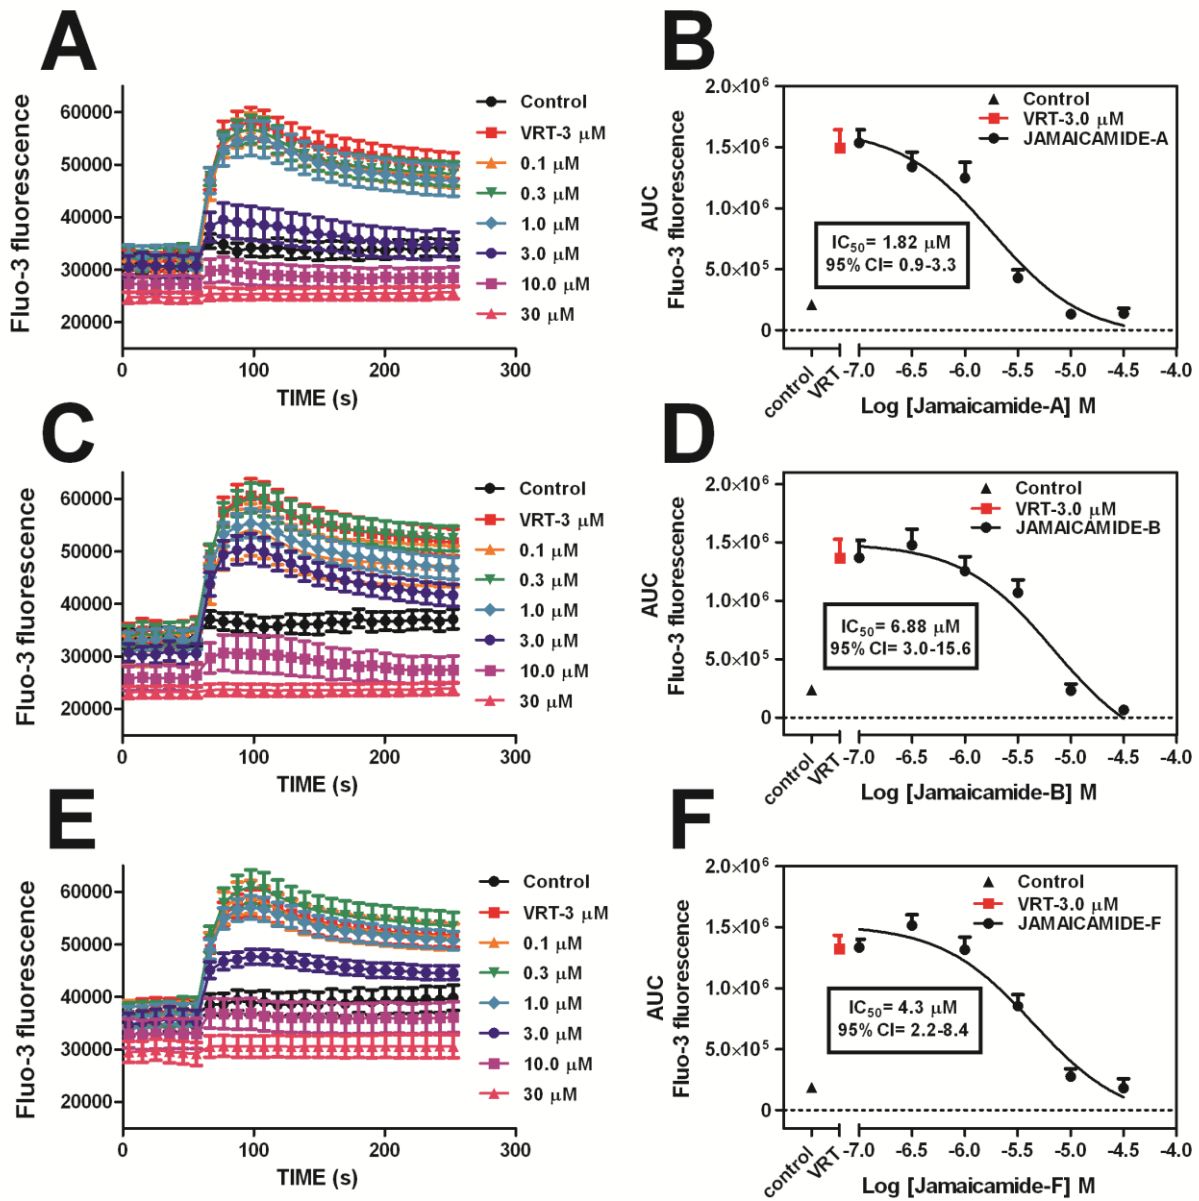 A
Fluo-3 fluorescence
60000
50000
40000
30000
20000
0
100
200
300
TIME (s)
Control
VRT-3 μM
0.1 μM
0.3 μM
1.0 μM
3.0 μM
10.0 μM
30 μM
B
AUC
Fluo-3 fluorescence
2.0×10⁶
1.5×10⁶
1.0×10⁶
5.0×10⁵
0
Control
VRT-3.0 μM
JAMAICAMIDE-A
IC₅₀= 1.82 μM
95% CI= 0.9-3.3
control
VRT
-7.0
-6.5
-6.0
-5.5
-5.0
-4.5
-4.0
Log [Jamaicamide-A] M
C
Fluo-3 fluorescence
60000
50000
40000
30000
20000
0
100
200
300
TIME (s)
Control
VRT-3 μM
0.1 μM
0.3 μM
1.0 μM
3.0 μM
10.0 μM
30 μM
D
AUC
Fluo-3 fluorescence
2.0×10⁶
1.5×10⁶
1.0×10⁶
5.0×10⁵
0
Control
VRT-3.0 μM
JAMAICAMIDE-B
IC₅₀= 6.88 μM
95% CI= 3.0-15.6
control
VRT
-7.0
-6.5
-6.0
-5.5
-5.0
-4.5
-4.0
Log [Jamaicamide-B] M
E
Fluo-3 fluorescence
60000
50000
40000
30000
20000
0
100
200
300
TIME (s)
Control
VRT-3 μM
0.1 μM
0.3 μM
1.0 μM
3.0 μM
10.0 μM
30 μM
F
AUC
Fluo-3 fluorescence
2.0×10⁶
1.5×10⁶
1.0×10⁶
5.0×10⁵
0
Control
VRT-3.0 μM
JAMAICAMIDE-F
IC₅₀= 4.3 μM
95% CI= 2.2-8.4
control
VRT
-7.0
-6.5
-6.0
-5.5
-5.0
-4.5
-4.0
Log [Jamaicamide-F] M